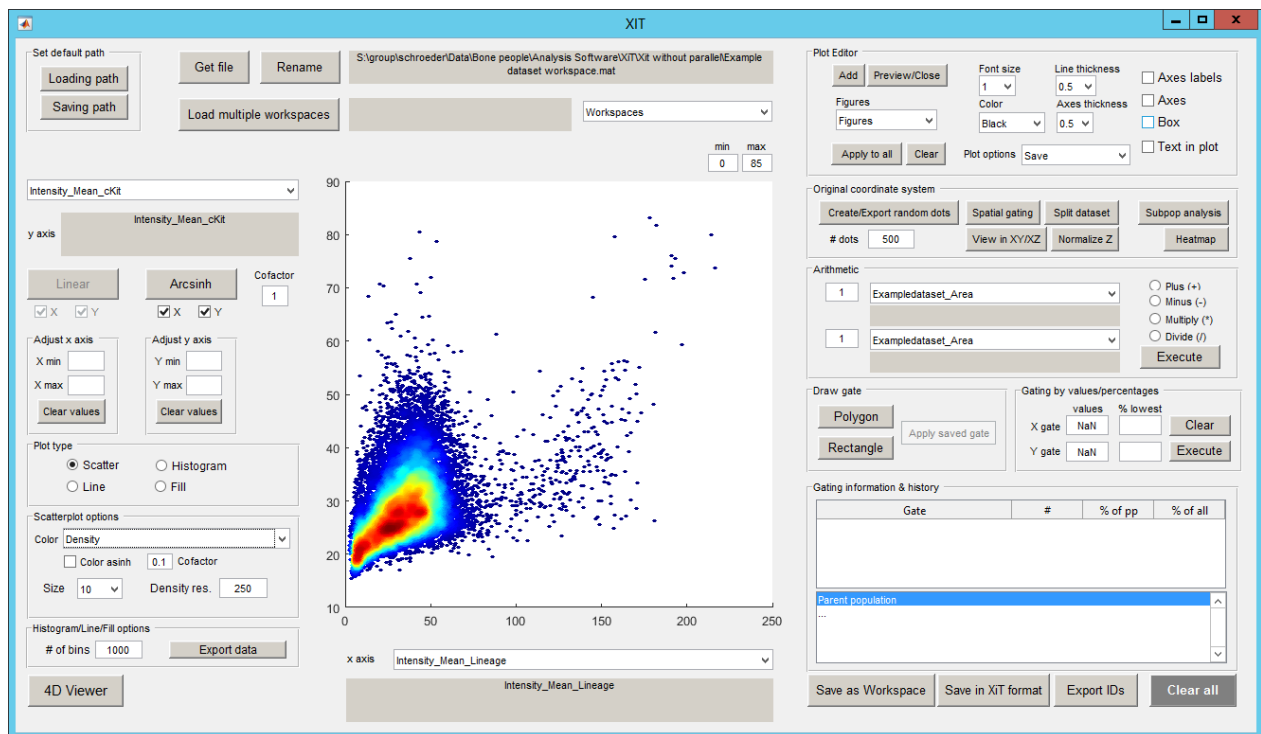 XIT
Set default path
Loading path
Saving path
Get file
Rename
S:\group\schroeder\Data\Bone people\Analysis Software\XiT\Xit without parallel\Example
dataset workspace.mat
Load multiple workspaces
Workspaces
min max
0 85
Intensity_Mean_cKit
y axis
Intensity_Mean_cKit
Linear
Arcsinh
Cofactor
1
X Y
X Y
Adjust x axis
X min
X max
Clear values
Adjust y axis
Y min
Y max
Clear values
Plot type
Scatter
Histogram
Line
Fill
Scatterplot options
Color Density
Color asinh 0.1 Cofactor
Size 10 Density res. 250
Histogram/Line/Fill options
# of bins 1000 Export data
4D Viewer
90
80
70
60
50
40
30
20
10
0 50 100 150 200 250
x axis Intensity_Mean_Lineage
Intensity_Mean_Lineage
Plot Editor
Add
Preview/Close
Font size
1
Line thickness
0.5
Axes labels
Figures
Figures
Color
Black
Axes thickness
0.5
Axes
Box
Apply to all
Clear
Plot options Save
Text in plot
Original coordinate system
Create/Export random dots
Spatial gating
Split dataset
Subpop analysis
# dots 500
View in XY/XZ
Normalize Z
Heatmap
Arithmetic
1 Exampledataset_Area
1 Exampledataset_Area
Plus (+)
Minus (-)
Multiply (*)
Divide (/)
Execute
Draw gate
Polygon
Rectangle
Apply saved gate
Gating by values/percentages
values % lowest
X gate NaN Clear
Y gate NaN Execute
Gating information & history
Gate # % of pp % of all
Parent population
...
Save as Workspace
Save in XiT format
Export IDs
Clear all